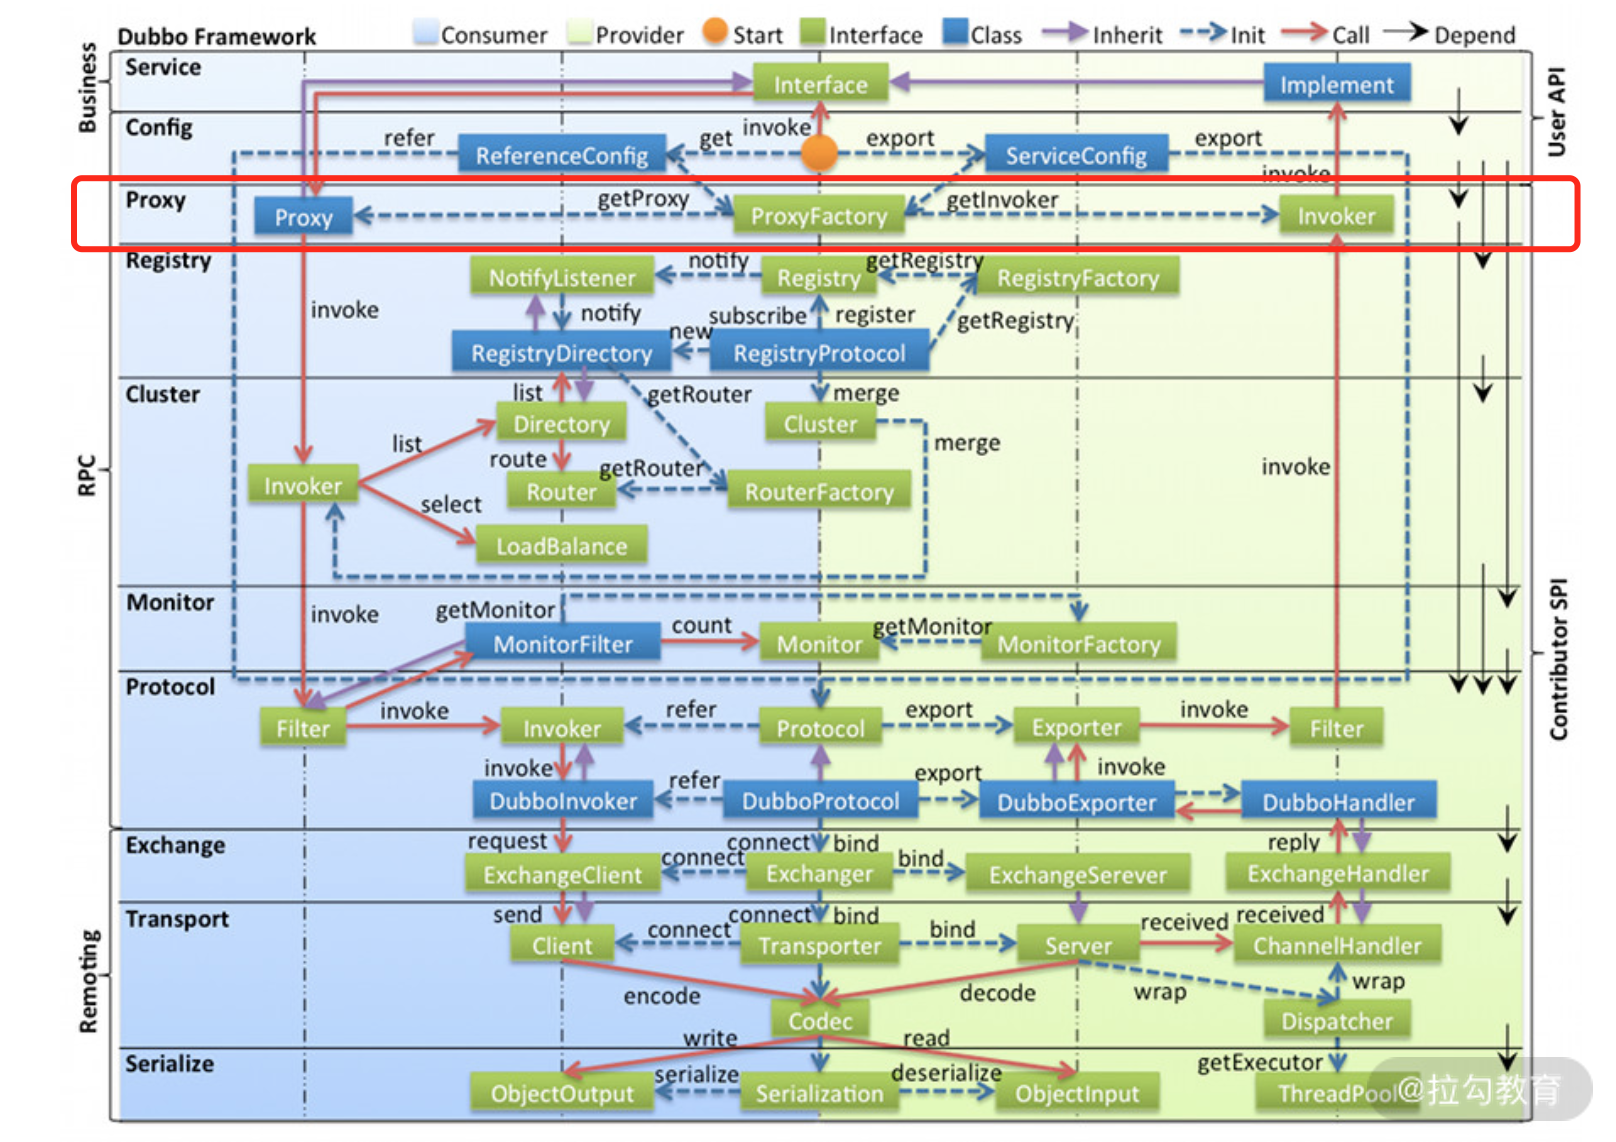 Dubbo Framework
Consumer
Provider
Start
Interface
Class
Inherit
Init
Call
Depend
Business
Service
Interface
Implement
User API
Config
refer
ReferenceConfig
get
invoke
export
ServiceConfig
export
invoke
Proxy
Proxy
getProxy
ProxyFactory
getInvoker
Invoker
Registry
NotifyListener
notify
Registry
getRegistry
RegistryFactory
invoke
notify
subscribe
register
getRegistry
new
RegistryDirectory
RegistryProtocol
RPC
Cluster
list
getRouter
merge
Directory
Cluster
list
merge
route
getRouter
invoke
Invoker
Router
RouterFactory
select
LoadBalance
Contributor SPI
Monitor
invoke
getMonitor
MonitorFilter
count
Monitor
getMonitor
MonitorFactory
Protocol
Filter
invoke
Invoker
refer
Protocol
export
Exporter
invoke
Filter
invoke
refer
export
invoke
DubboInvoker
DubboProtocol
DubboExporter
DubboHandler
Remoting
Exchange
request
connect
bind
reply
connect
bind
ExchangeClient
Exchanger
ExchangeSerever
ExchangeHandler
Transport
send
connect
bind
received
received
connect
bind
Client
Transporter
Server
ChannelHandler
encode
decode
wrap
wrap
Codec
Dispatcher
write
read
Serialize
getExecutor
serialize
deserialize
ObjectOutput
Serialization
ObjectInput
ThreadPool
@拉勾教育